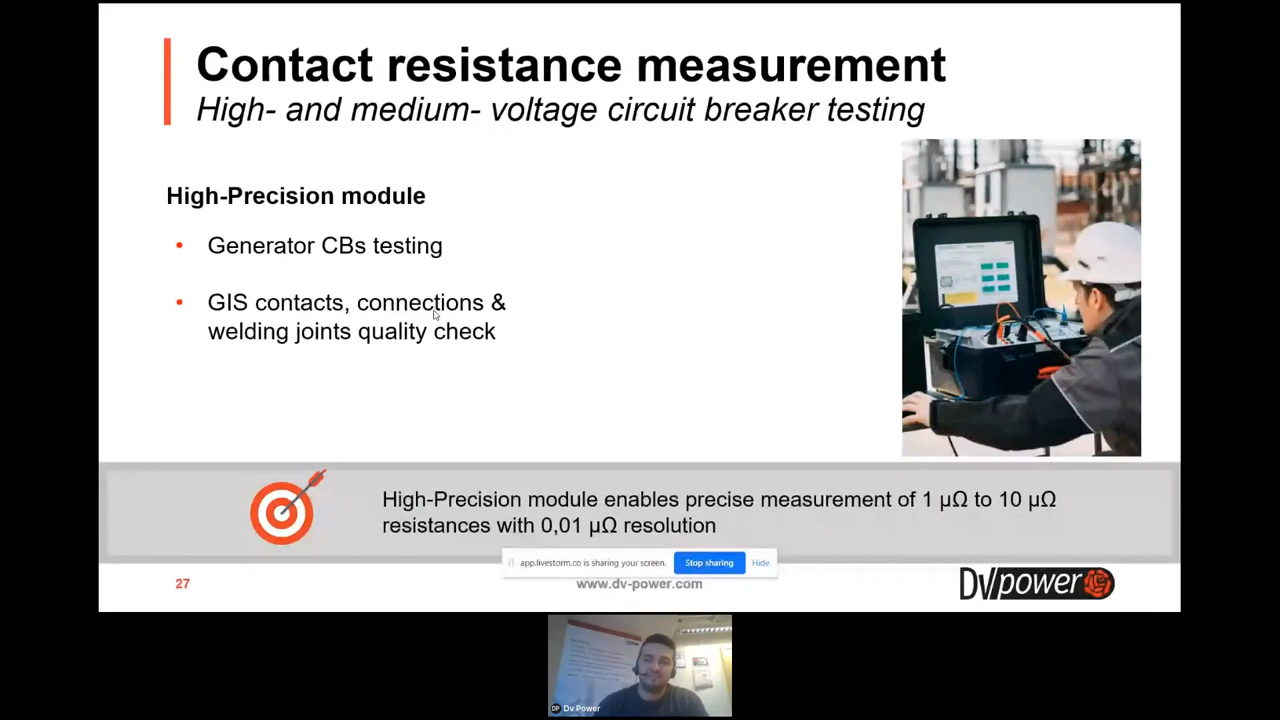 Contact resistance measurement
High- and medium- voltage circuit breaker testing
High-Precision module
• Generator CBs testing
• GIS contacts, connections &
welding joints quality check
High-Precision module enables precise measurement of 1 µΩ to 10 µΩ
resistances with 0,01 µΩ resolution
app.livestorm.co is sharing your screen. Stop sharing Hide
27
www.dv-power.com
DV power
DP Dv Power